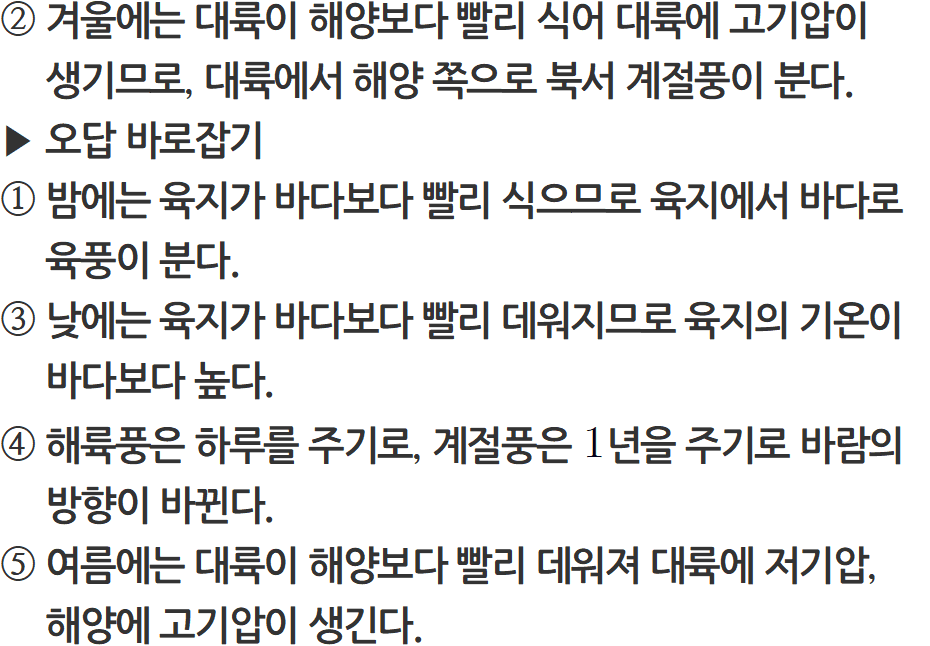 ② 겨울에는 대륙이 해양보다 빨리 식어 대륙에 고기압이
생기므로, 대륙에서 해양 쪽으로 북서 계절풍이 분다.
▶ 오답 바로잡기
① 밤에는 육지가 바다보다 빨리 식으므로 육지에서 바다로
육풍이 분다.
③ 낮에는 육지가 바다보다 빨리 데워지므로 육지의 기온이
바다보다 높다.
④ 해륙풍은 하루를 주기로, 계절풍은 1년을 주기로 바람의
방향이 바뀐다.
⑤ 여름에는 대륙이 해양보다 빨리 데워져 대륙에 저기압,
해양에 고기압이 생긴다.